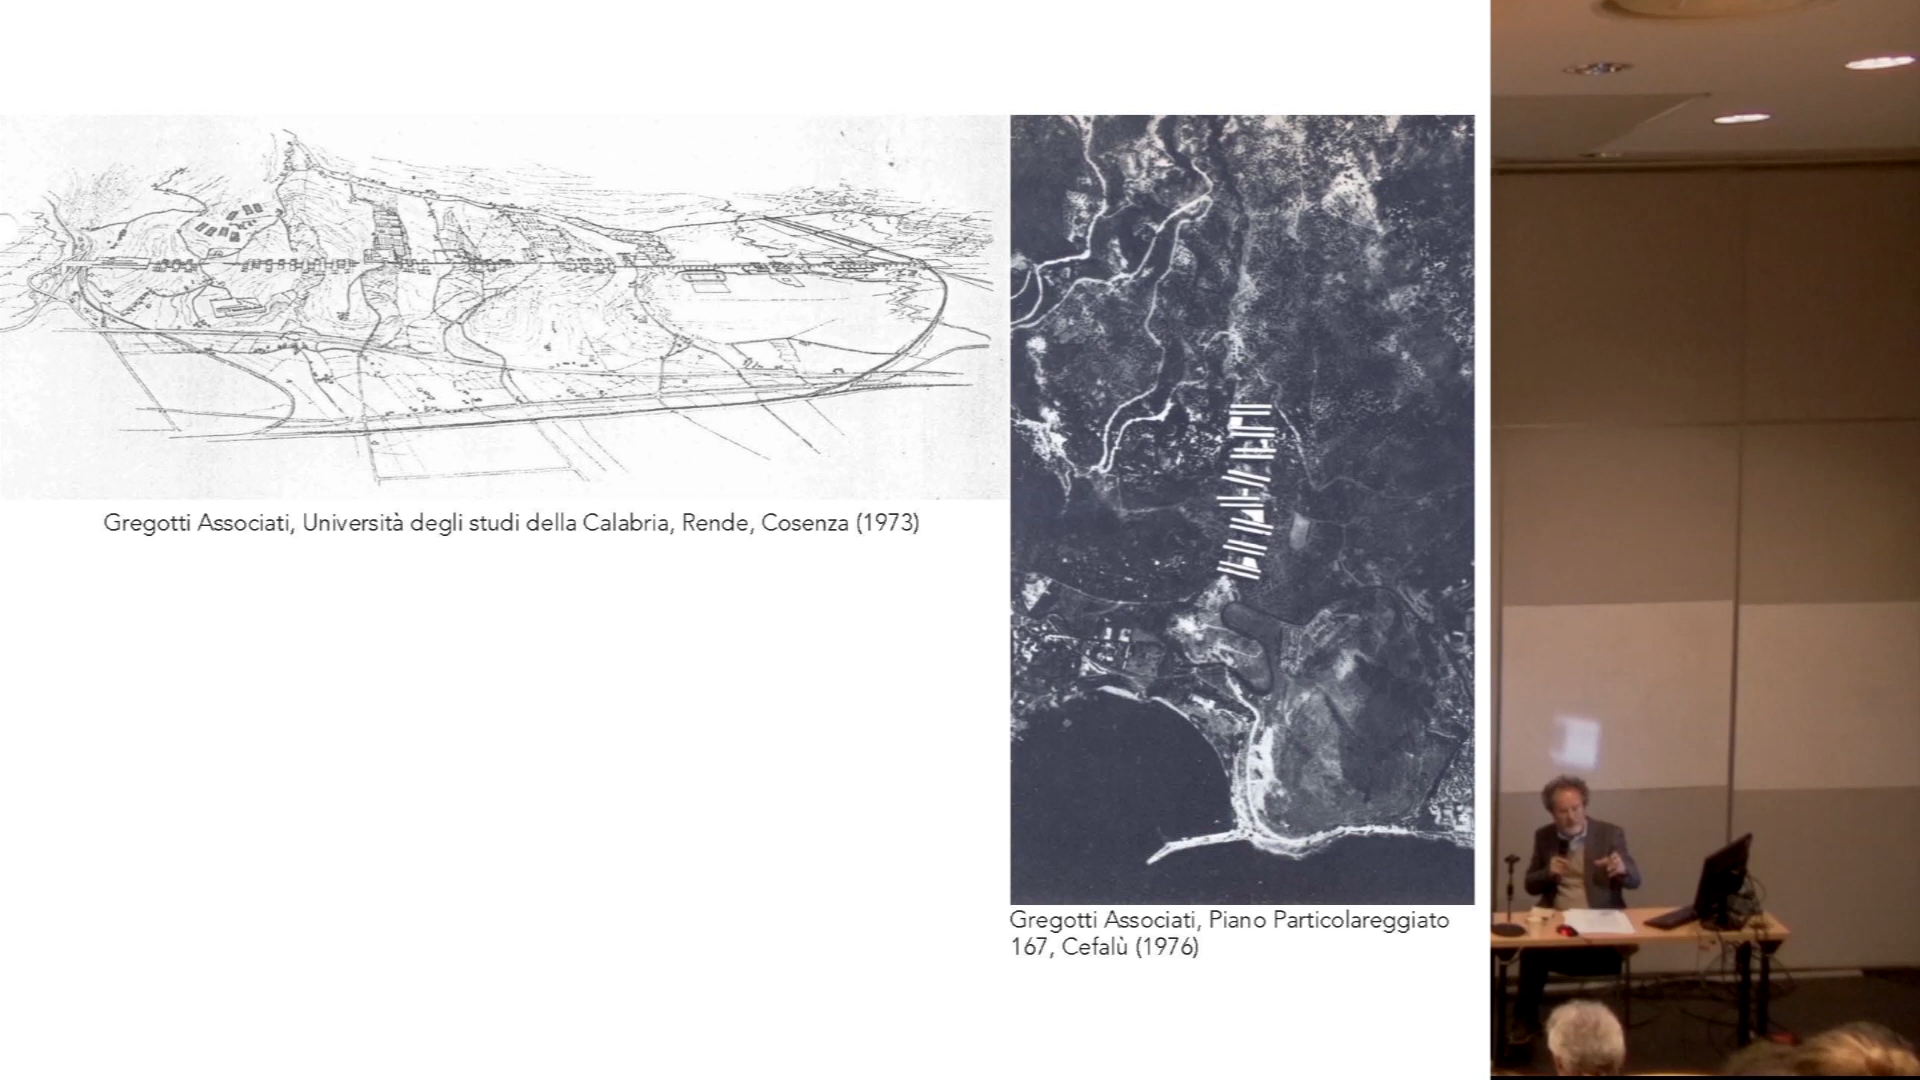 Gregotti Associati, Università degli studi della Calabria, Rende, Cosenza (1973)
Gregotti Associati, Piano Particolareggiato
167, Cefalù (1976)